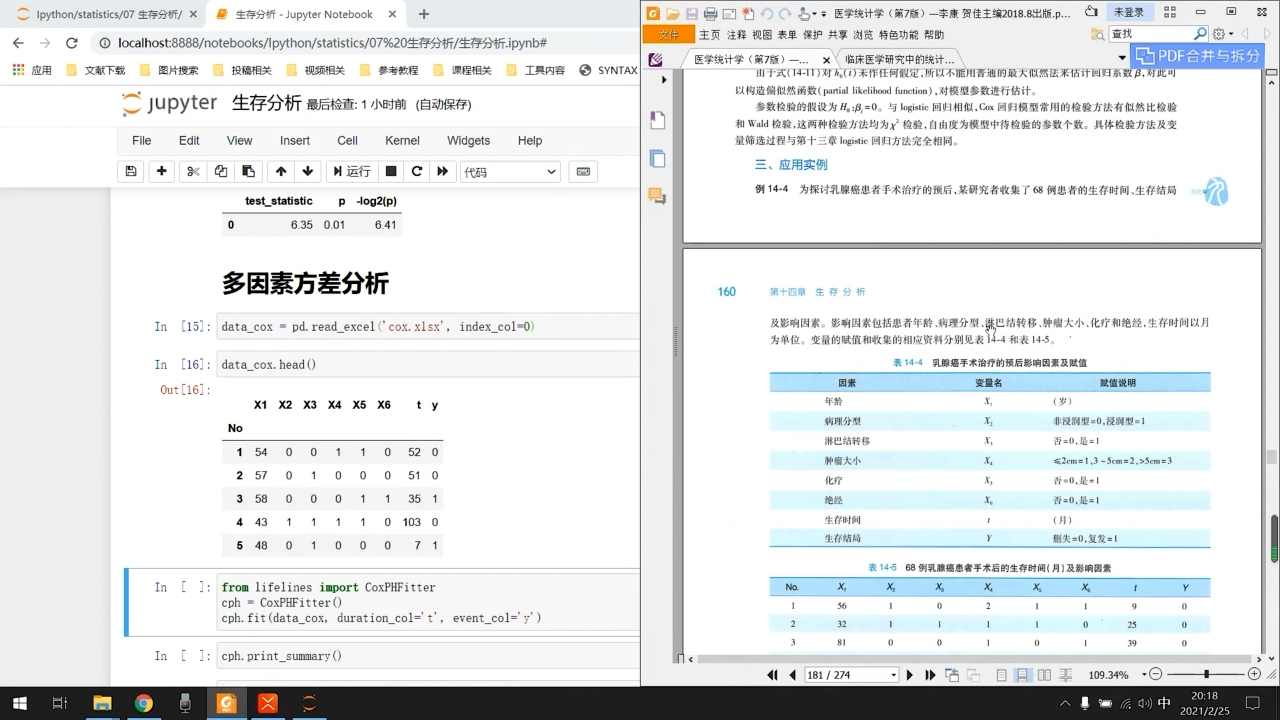 Ipython/statistics/07 生存分析/
生存分析 - Jupyter Notebook
localhost:8888/notebooks/Ipython/statistics/07%20生存分析/生存分析.ipynb#
应用 文献下载 图片搜索 投稿相关 视频相关 参考教程 课程相关 工具内容 SYNTAX
jupyter 生存分析 最后检查: 1 小时前 (自动保存)
File Edit View Insert Cell Kernel Widgets Help
运行 代码
test_statistic p -log2(p)
0 6.35 0.01 6.41
多因素方差分析
In [15]: data_cox = pd.read_excel('cox.xlsx', index_col=0)
In [16]: data_cox.head()
Out[16]:
X1 X2 X3 X4 X5 X6 t y
No
1 54 0 0 1 1 0 52 0
2 57 0 1 0 0 0 51 0
3 58 0 0 0 1 1 35 1
4 43 1 1 1 1 0 103 0
5 48 0 1 0 0 0 7 1
In [ ]: from lifelines import CoxPHFitter
cph = CoxPHFitter()
cph.fit(data_cox, duration_col='t', event_col='y')
In [ ]: cph.print_summary()
医学统计学（第7版）—李康 贺佳主编2018.8出版.p...
未登录
文件 主页 注释 视图 表单 保护 共享 浏览 特色功能 帮助
查找
医学统计学（第7版）—...
临床医学研究中的统计...
PDF合并与拆分
由于式(14-11)对 h₀(t)未作任何假定,所以不能用普通的最大似然法来估计回归系数 β,对此可
以构造偏似然函数(partial likelihood function),对模型参数进行估计。
参数检验的假设为 H₀:βⱼ=0。与 logistic 回归相似,Cox 回归模型常用的检验方法有似然比检验
和 Wald 检验,这两种检验方法均为χ² 检验,自由度为模型中待检验的参数个数。具体检验方法及变
量筛选过程与第十三章 logistic 回归方法完全相同。
三、应用实例
例 14-4 为探讨乳腺癌患者手术治疗的预后,某研究者收集了 68 例患者的生存时间、生存结局
160 第十四章 生存分析
及影响因素。影响因素包括患者年龄、病理分型、淋巴结转移、肿瘤大小、化疗和绝经,生存时间以月
为单位。变量的赋值和收集的相应资料分别见表 14-4 和表 14-5。
表 14-4 乳腺癌手术治疗的预后影响因素及赋值
因素 变量名 赋值说明
年龄 X₁ (岁)
病理分型 X₂ 非浸润型=0,浸润型=1
淋巴结转移 X₃ 否=0,是=1
肿瘤大小 X₄ ≤2cm=1,3~5cm=2,>5cm=3
化疗 X₅ 否=0,是=1
绝经 X₆ 否=0,是=1
生存时间 t (月)
生存结局 Y 删失=0,复发=1
表 14-5 68 例乳腺癌患者手术后的生存时间(月)及影响因素
No. X₁ X₂ X₃ X₄ X₅ X₆ t Y
1 56 1 0 2 1 1 9 0
2 32 1 1 1 1 0 25 0
3 81 0 0 1 0 1 39 0
181 / 274
109.34%
中
20:18
2021/2/25